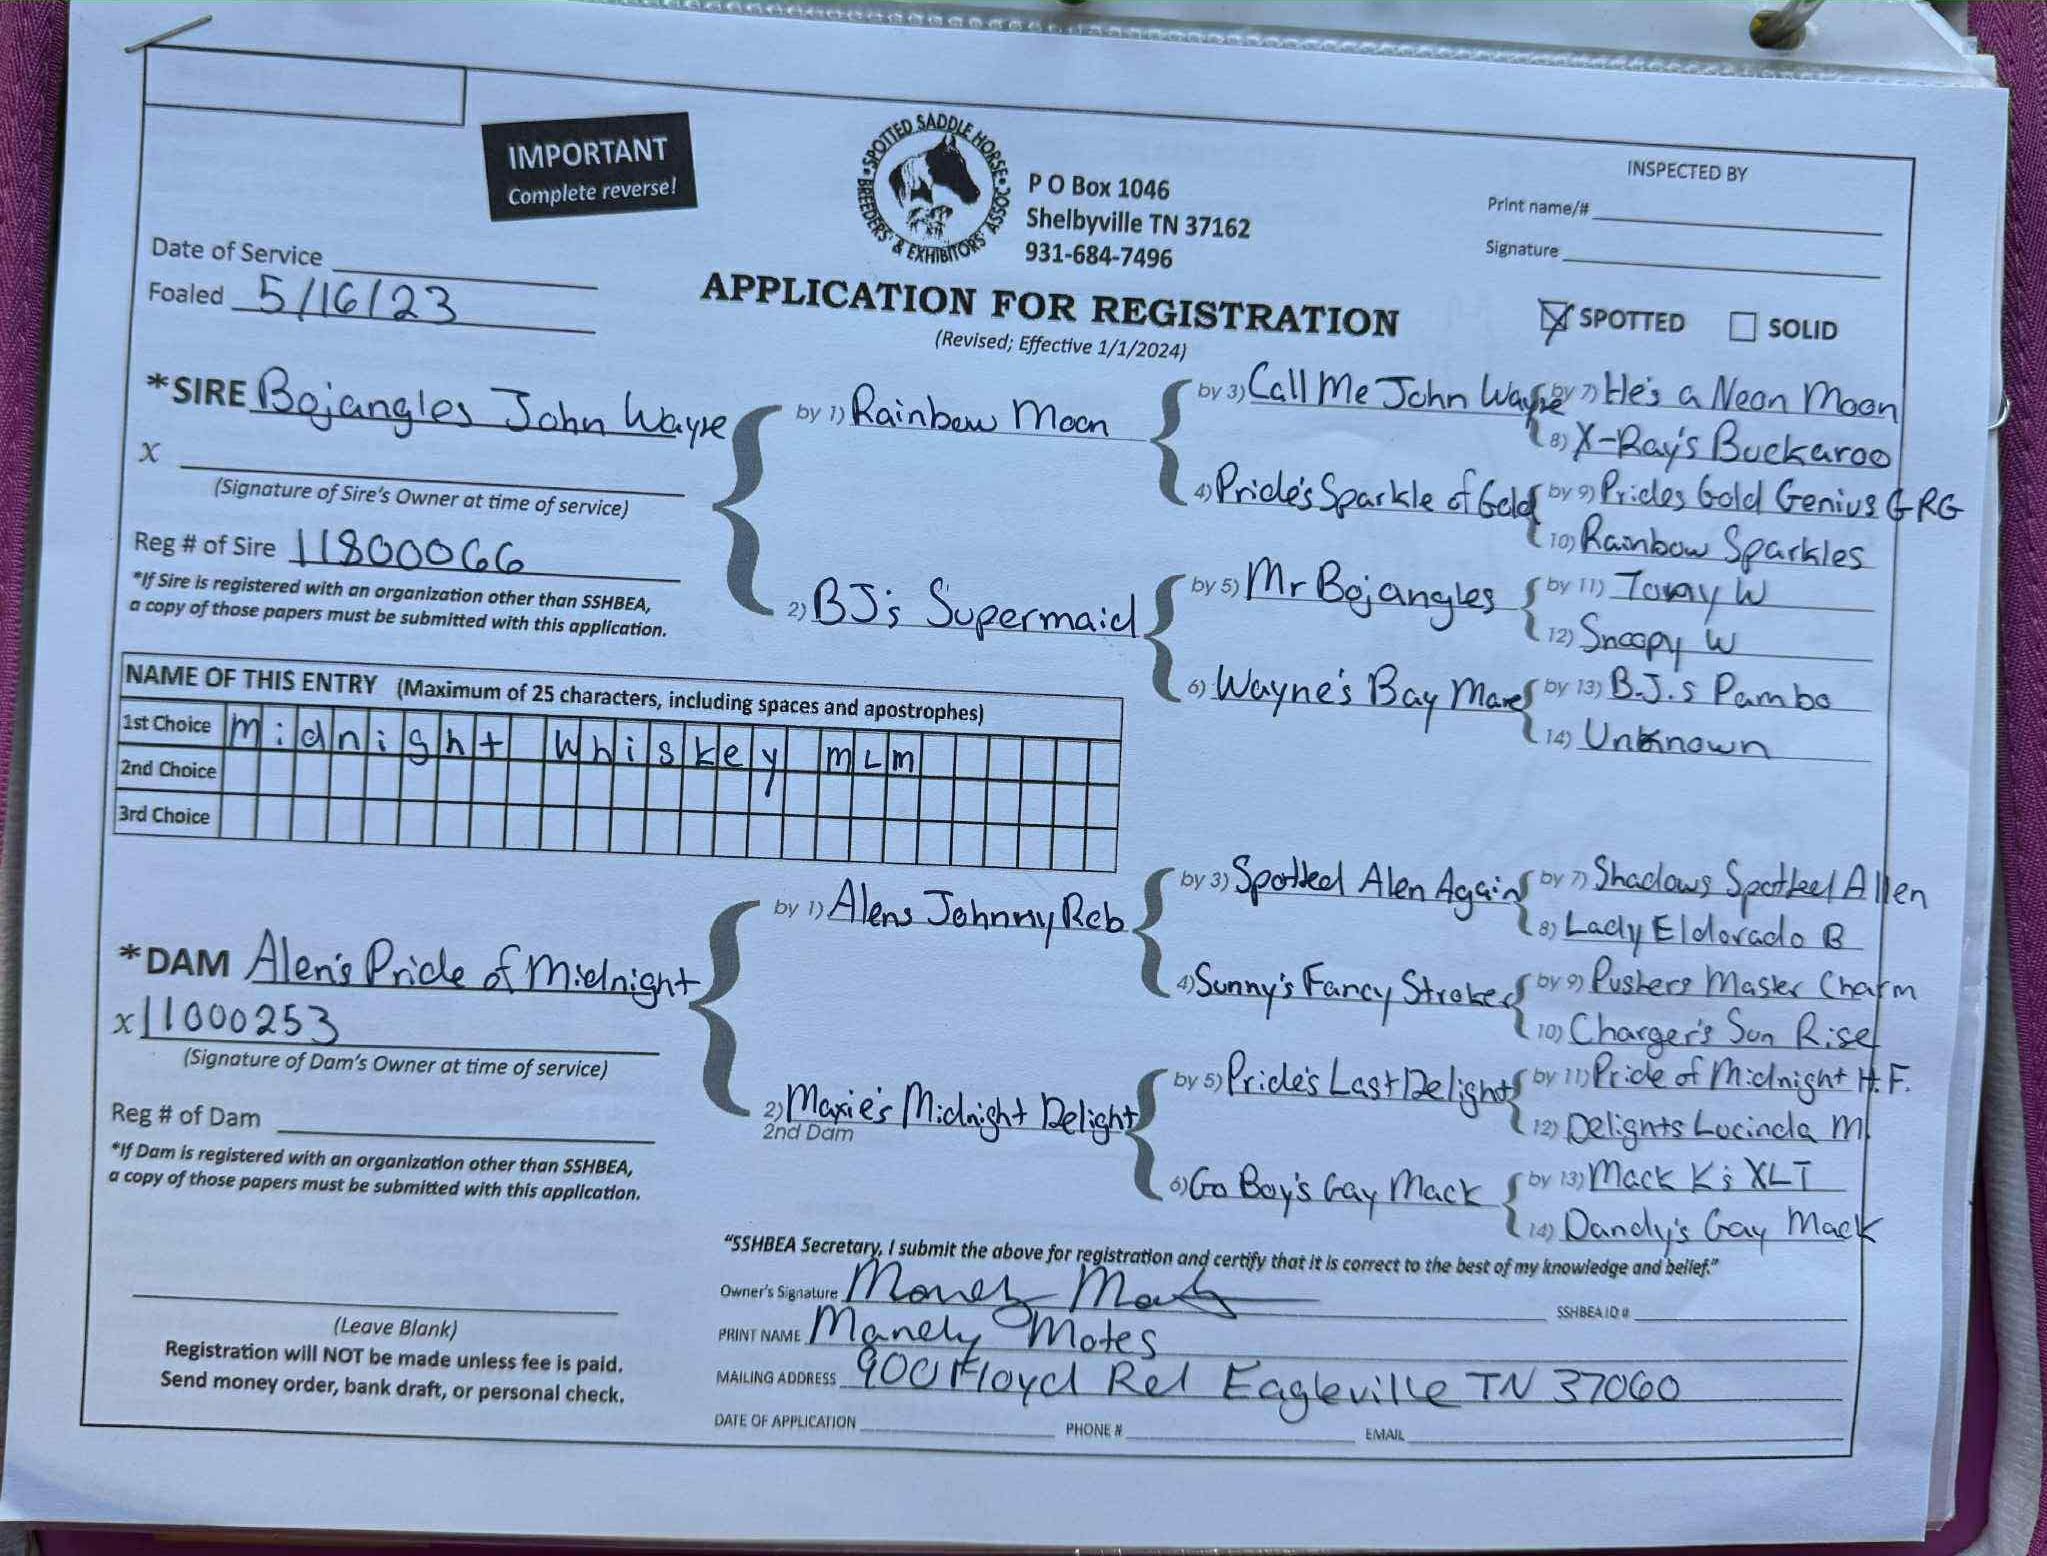 IMPORTANT
Complete reverse!
SPOTTED SADDLE HORSE
BREEDERS' & EXHIBITORS' ASSOC
P O Box 1046
Shelbyville TN 37162
931-684-7496
INSPECTED BY
Print name/#
Signature
Date of Service
Foaled 5/16/23
APPLICATION FOR REGISTRATION
(Revised; Effective 1/1/2024)
SPOTTED SOLID
*SIRE Bojangles John Wayne
X
(Signature of Sire's Owner at time of service)
Reg # of Sire 11800066
*If Sire is registered with an organization other than SSHBEA,
a copy of those papers must be submitted with this application.
by 1) Rainbow Moon
2) BJ's Supermaid
by 3) Call Me John Wayne
4) Pride's Sparkle of Gold
by 5) Mr Bojangles
6) Wayne's Bay Mare
by 7) He's a Neon Moon
8) X-Ray's Buckaroo
by 9) Prides Gold Genius GRG
10) Rainbow Sparkles
by 11) W
12) Snoopy W
by 13) B.J.s Pambo
14) Unknown
NAME OF THIS ENTRY (Maximum of 25 characters, including spaces and apostrophes)
1st Choice Midnight Whiskey MLM
2nd Choice
3rd Choice
*DAM Alen's Pride of Midnight
X 11000253
(Signature of Dam's Owner at time of service)
Reg # of Dam
*If Dam is registered with an organization other than SSHBEA,
a copy of those papers must be submitted with this application.
by 1) Alens Johnny Reb
2) Maxie's Midnight Delight
2nd Dam
by 3) Spotted Alen Again
4) Sunny's Fancy Stroker
by 5) Pride's Last Delight
6) Go Boy's Gay Mack
by 7) Shadows Spotted Allen
8) Lady Eldorado B
by 9) Pushers Master Charm
10) Charger's Sun Rise
by 11) Pride of Midnight H.F.
12) Delights Lucinda M
by 13) Mack K's XLT
14) Dandy's Gay Mack
"SSHBEA Secretary, I submit the above for registration and certify that it is correct to the best of my knowledge and belief."
Owner's Signature
SSHBEA ID #
PRINT NAME Mandy Motes
MAILING ADDRESS 900 Floyd Rd Eagleville TN 37060
DATE OF APPLICATION PHONE # EMAIL
(Leave Blank)
Registration will NOT be made unless fee is paid.
Send money order, bank draft, or personal check.